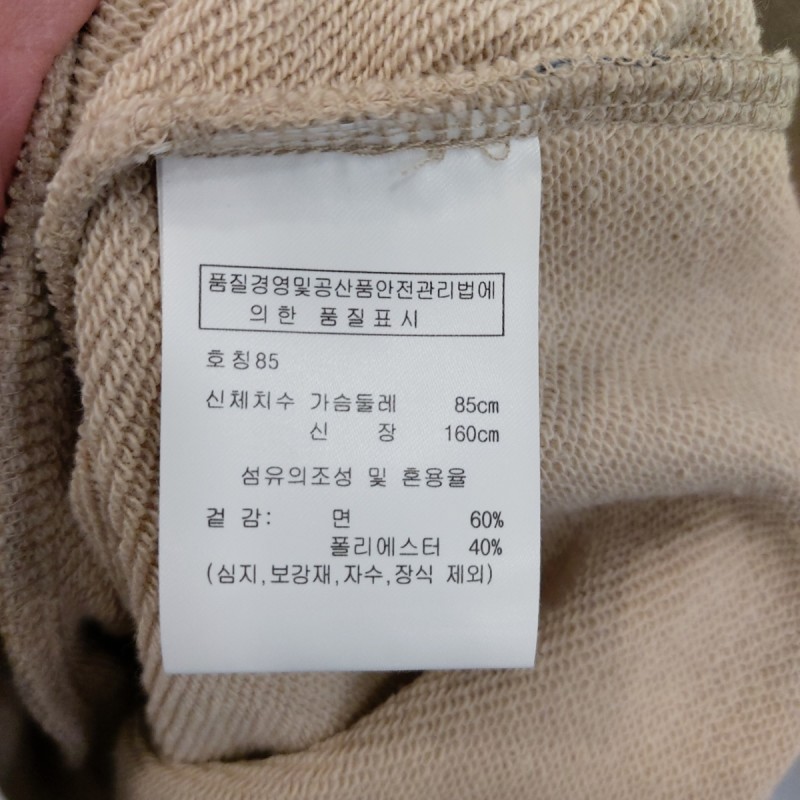 품질경영및공산품안전관리법에
의한 품질표시
호칭85
신체치수 가슴둘레 85cm
신 장 160cm
섬유의조성 및 혼용율
겉 감: 면 60%
폴리에스터 40%
(심지,보강재,자수,장식 제외)